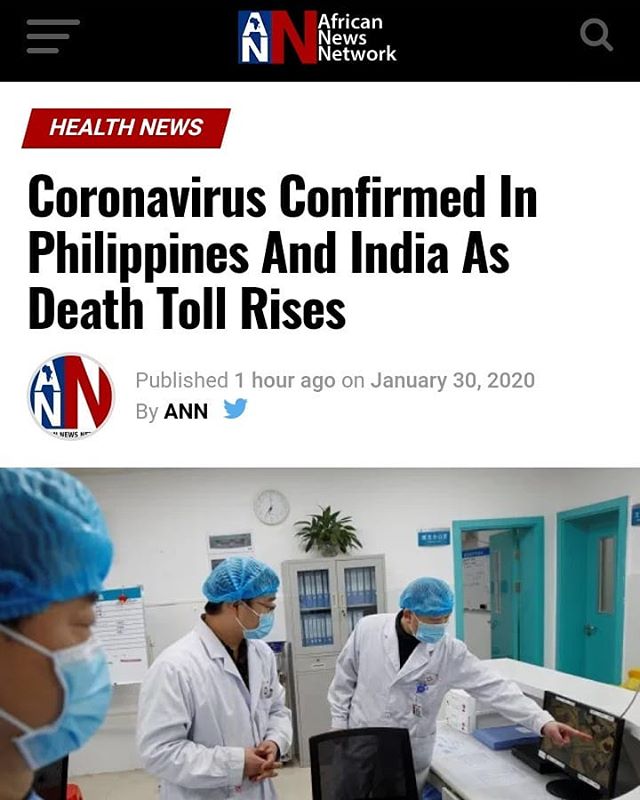 AN
African
News
Network
HEALTH NEWS
Coronavirus Confirmed In
Philippines And India As
Death Toll Rises
AN
Published 1 hour ago on January 30, 2020
By ANN